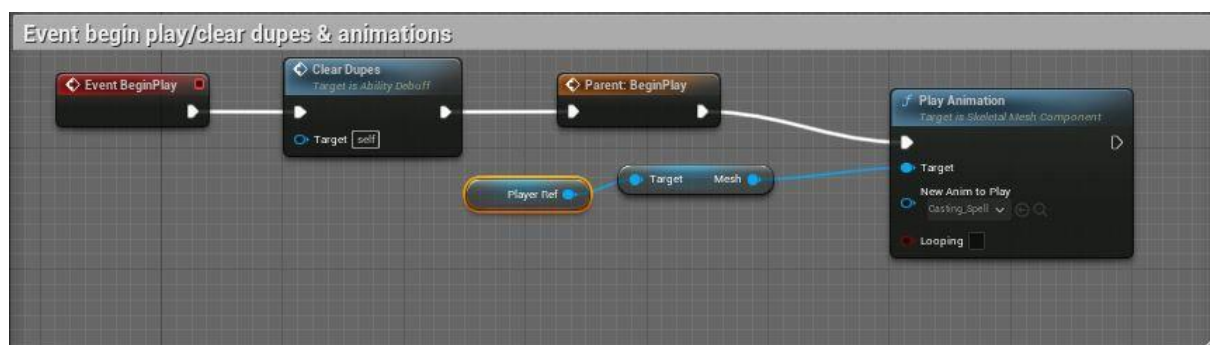 Event begin play/clear dupes & animations
Event BeginPlay
Clear Dupes
Target is Ability Debuff
Target self
Parent: BeginPlay
Player Ref
Target Mesh
Play Animation
Target is Skeletal Mesh Component
Target
New Anim to Play
Casting_Spell
Looping